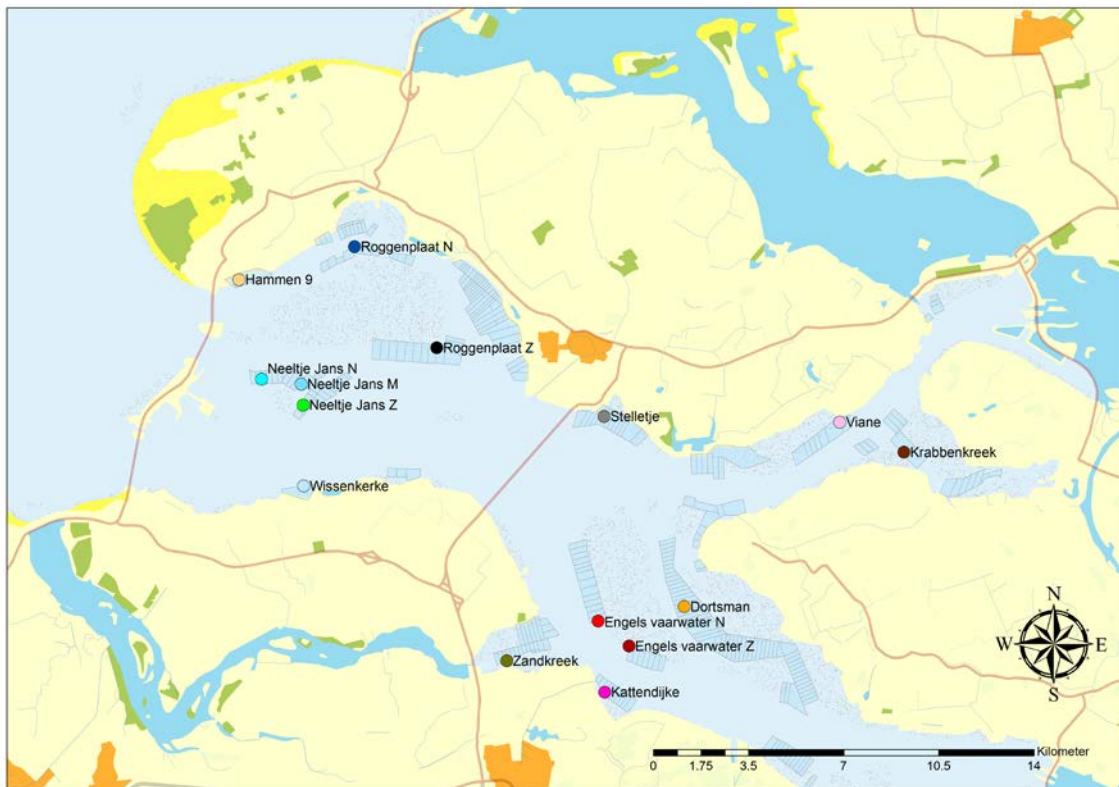 Roggenplaat N
Hammen 9
Roggenplaat Z
Neeltje Jans N
Neeltje Jans M
Neeltje Jans Z
Stelletje
Viane
Krabbenkreek
Wissenkerke
Dortsman
Engels vaarwater N
Engels vaarwater Z
Zandkreek
Kattendijke
N
W E
S
Kilometer
0 1.75 3.5 7 10.5 14